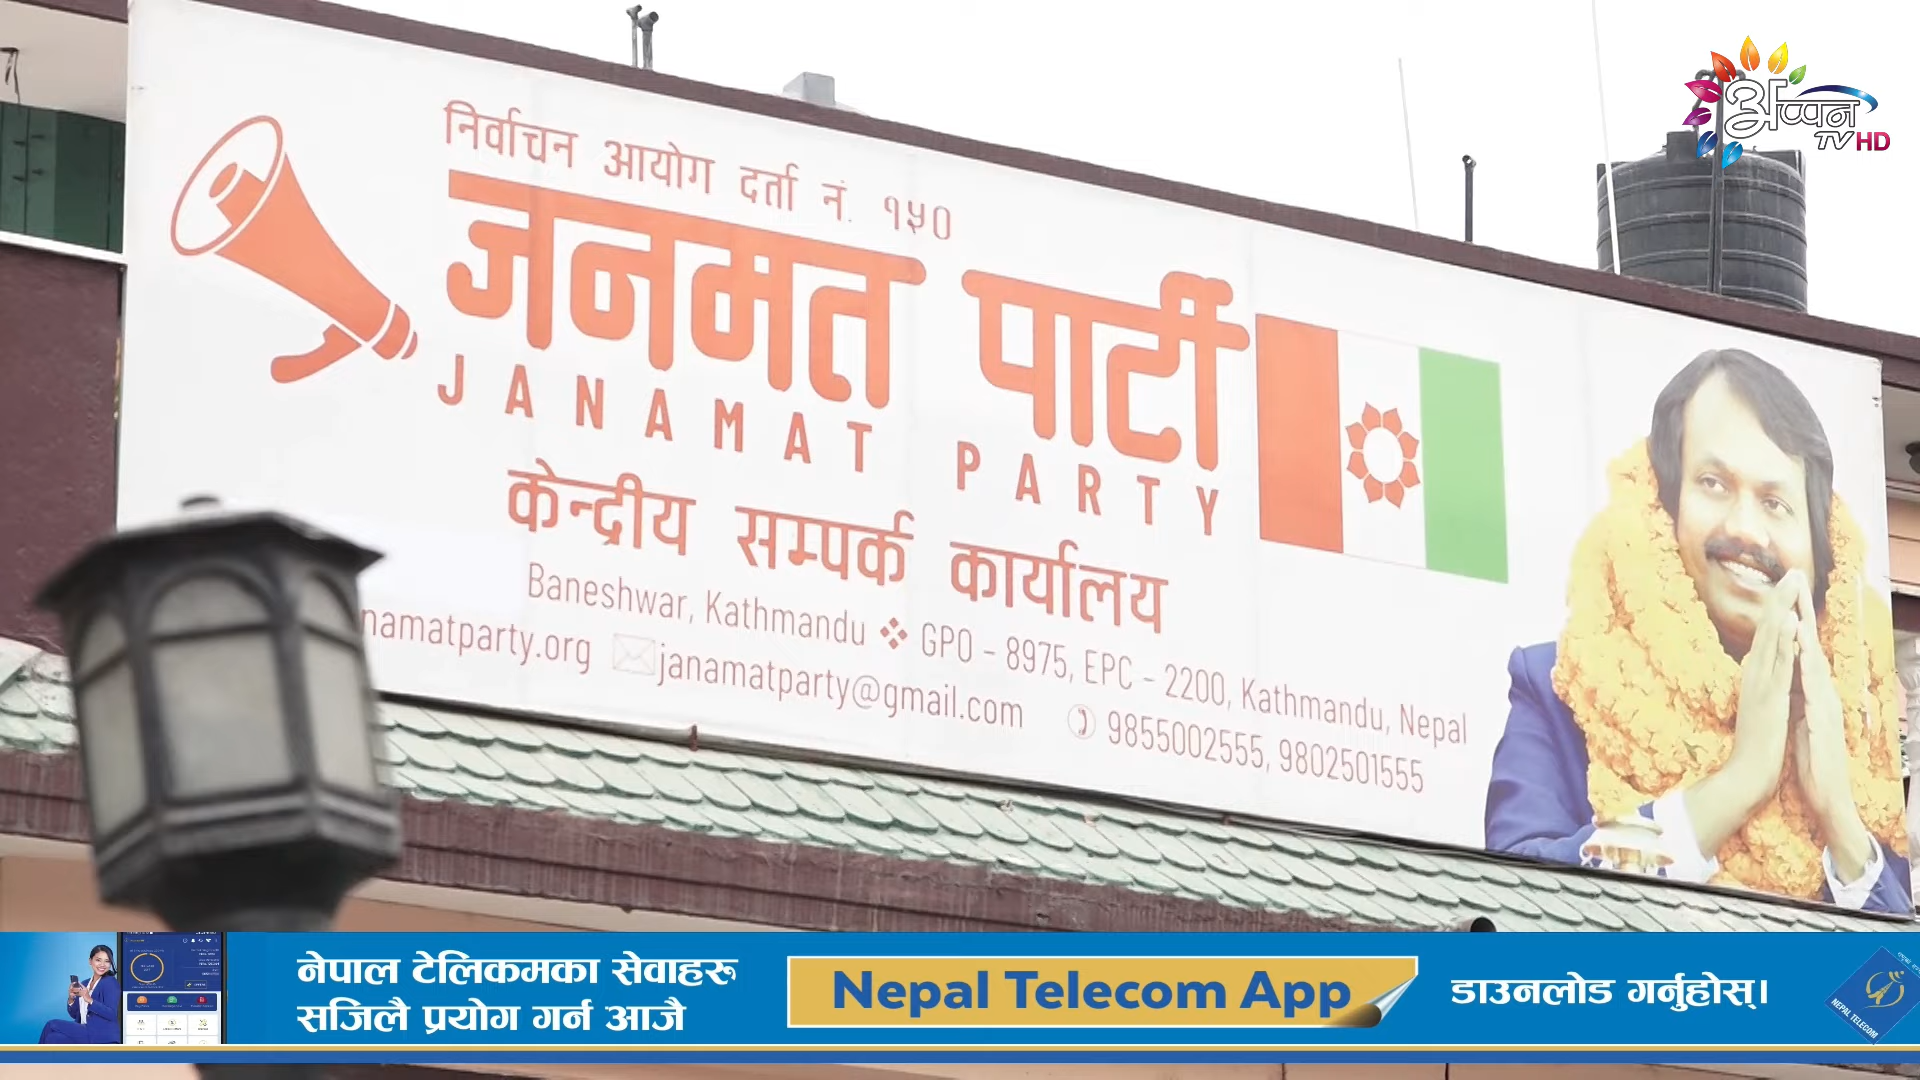 अप्पन
TV HD
निर्वाचन आयोग दर्ता नं. १५०
जनमत पार्टी
JANAMAT PARTY
केन्द्रीय सम्पर्क कार्यालय
Baneshwar, Kathmandu ❖ GPO - 8975, EPC - 2200, Kathmandu, Nepal
namatparty.org janamatparty@gmail.com 9855002555, 9802501555
नेपाल टेलिकमका सेवाहरू
सजिलै प्रयोग गर्न आजै
Nepal Telecom App
डाउनलोड गर्नुहोस्।
NEPAL TELECOM